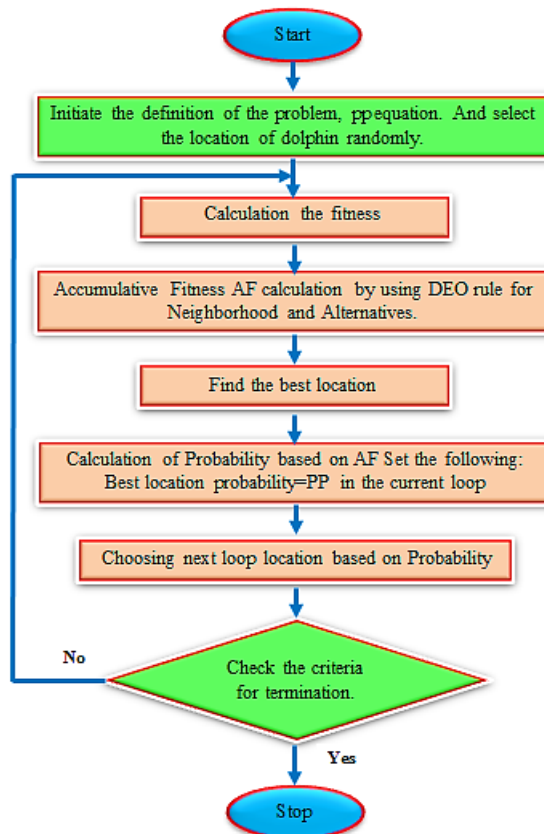 Start
Initiate the definition of the problem, ppequation. And select
the location of dolphin randomly.
Calculation the fitness
Accumulative Fitness AF calculation by using DEO rule for
Neighborhood and Alternatives.
Find the best location
Calculation of Probability based on AF Set the following:
Best location probability=PP in the current loop
Choosing next loop location based on Probability
No
Check the criteria
for termination.
Yes
Stop